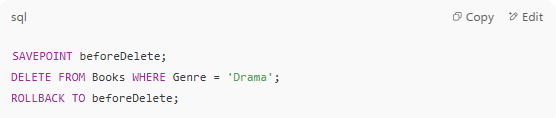 sql Copy Edit
SAVEPOINT beforeDelete;
DELETE FROM Books WHERE Genre = 'Drama';
ROLLBACK TO beforeDelete;